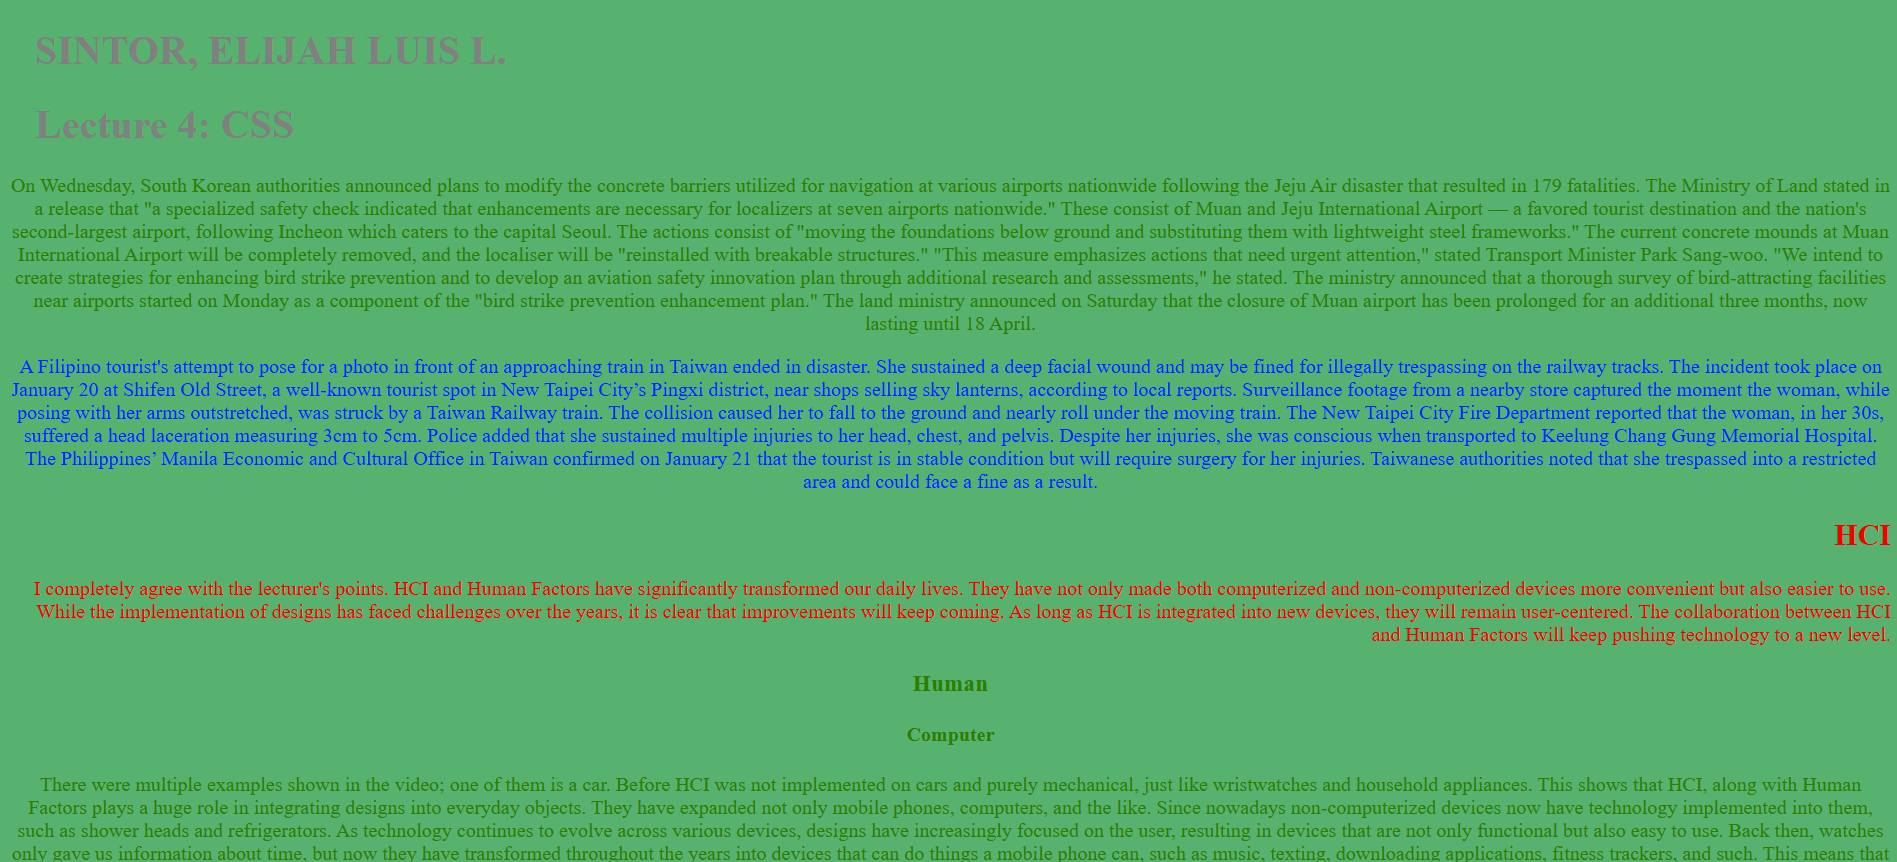 SINTOR, ELIJAH LUIS L.
Lecture 4: CSS
On Wednesday, South Korean authorities announced plans to modify the concrete barriers utilized for navigation at various airports nationwide following the Jeju Air disaster that resulted in 179 fatalities. The Ministry of Land stated in
a release that "a specialized safety check indicated that enhancements are necessary for localizers at seven airports nationwide." These consist of Muan and Jeju International Airport — a favored tourist destination and the nation's
second-largest airport, following Incheon which caters to the capital Seoul. The actions consist of "moving the foundations below ground and substituting them with lightweight steel frameworks." The current concrete mounds at Muan
International Airport will be completely removed, and the localiser will be "reinstalled with breakable structures." "This measure emphasizes actions that need urgent attention," stated Transport Minister Park Sang-woo. "We intend to
create strategies for enhancing bird strike prevention and to develop an aviation safety innovation plan through additional research and assessments," he stated. The ministry announced that a thorough survey of bird-attracting facilities
near airports started on Monday as a component of the "bird strike prevention enhancement plan." The land ministry announced on Saturday that the closure of Muan airport has been prolonged for an additional three months, now
lasting until 18 April.
A Filipino tourist's attempt to pose for a photo in front of an approaching train in Taiwan ended in disaster. She sustained a deep facial wound and may be fined for illegally trespassing on the railway tracks. The incident took place on
January 20 at Shifen Old Street, a well-known tourist spot in New Taipei City’s Pingxi district, near shops selling sky lanterns, according to local reports. Surveillance footage from a nearby store captured the moment the woman, while
posing with her arms outstretched, was struck by a Taiwan Railway train. The collision caused her to fall to the ground and nearly roll under the moving train. The New Taipei City Fire Department reported that the woman, in her 30s,
suffered a head laceration measuring 3cm to 5cm. Police added that she sustained multiple injuries to her head, chest, and pelvis. Despite her injuries, she was conscious when transported to Keelung Chang Gung Memorial Hospital.
The Philippines’ Manila Economic and Cultural Office in Taiwan confirmed on January 21 that the tourist is in stable condition but will require surgery for her injuries. Taiwanese authorities noted that she trespassed into a restricted
area and could face a fine as a result.
HCI
I completely agree with the lecturer's points. HCI and Human Factors have significantly transformed our daily lives. They have not only made both computerized and non-computerized devices more convenient but also easier to use.
While the implementation of designs has faced challenges over the years, it is clear that improvements will keep coming. As long as HCI is integrated into new devices, they will remain user-centered. The collaboration between HCI
and Human Factors will keep pushing technology to a new level.
Human
Computer
There were multiple examples shown in the video; one of them is a car. Before HCI was not implemented on cars and purely mechanical, just like wristwatches and household appliances. This shows that HCI, along with Human
Factors plays a huge role in integrating designs into everyday objects. They have expanded not only mobile phones, computers, and the like. Since nowadays non-computerized devices now have technology implemented into them,
such as shower heads and refrigerators. As technology continues to evolve across various devices, designs have increasingly focused on the user, resulting in devices that are not only functional but also easy to use. Back then, watches
only gave us information about time, but now they have transformed throughout the years into devices that can do things a mobile phone can, such as music, texting, downloading applications, fitness trackers, and such. This means that